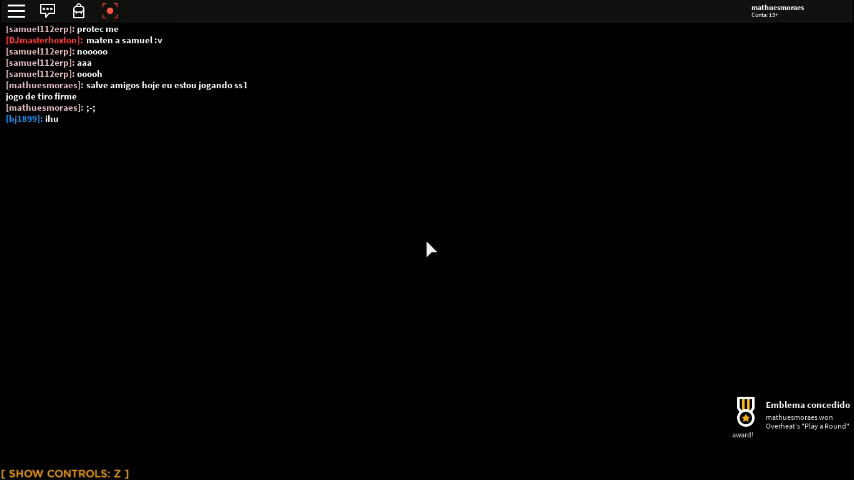 mathuesmoraes
Conta: 13+
[samuel112erp]: protec me
[DJmasterhoxton]: maten a samuel :v
[samuel112erp]: nooooo
[samuel112erp]: aaa
[samuel112erp]: ooooh
[mathuesmoraes]: salve amigos hoje eu estou jogando ss1
jogo de tiro firme
[mathuesmoraes]: ;-;
[bj1899]: ihu
Emblema concedido
mathuesmoraes won
Overheat's "Play a Round"
award!
[ SHOW CONTROLS: Z ]